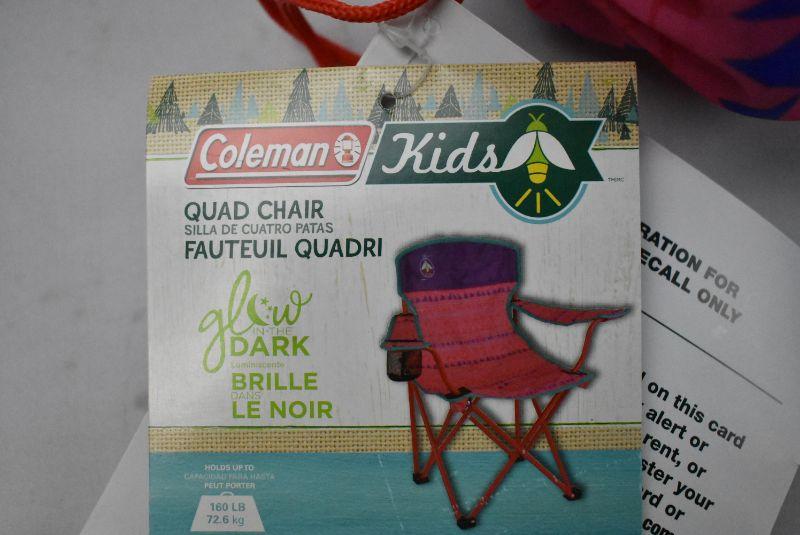 Coleman Kids
TM/MC
QUAD CHAIR
SILLA DE CUATRO PATAS
FAUTEUIL QUADRI
glow
IN THE
DARK
Luminiscente
BRILLE
DANS
LE NOIR
HOLDS UP TO
CAPACIDAD PARA HASTA
PEUT PORTER
160 LB
72.6 kg
RATION FOR
ECALL ONLY
on this card
alert or
rent, or
ster your
rd or
.com